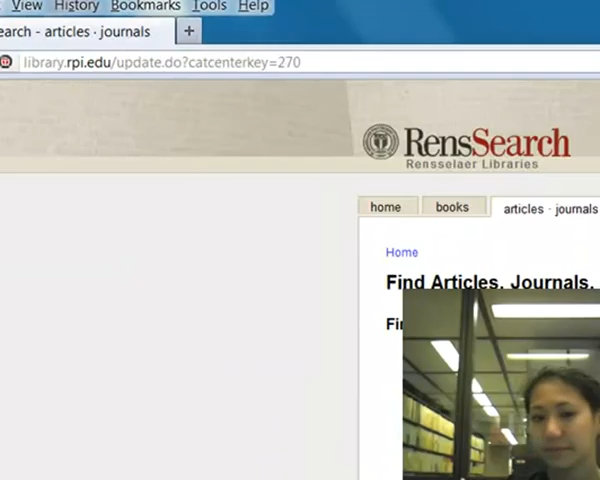 View History Bookmarks Tools Help
earch - articles · journals
+
library.rpi.edu/update.do?catcenterkey=270
RensSearch
Rensselaer Libraries
home books articles · journals
Home
Find Articles, Journals,